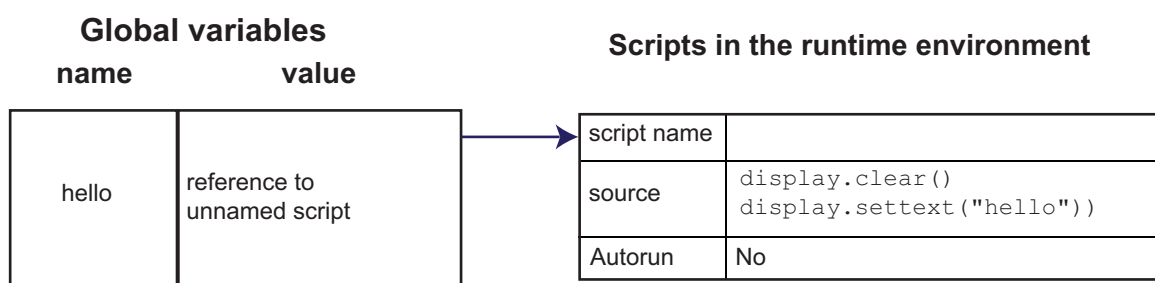 Global variables
name value
hello
reference to
unnamed script
Scripts in the runtime environment
script name
source
display.clear()
display.settext("hello"))
Autorun No